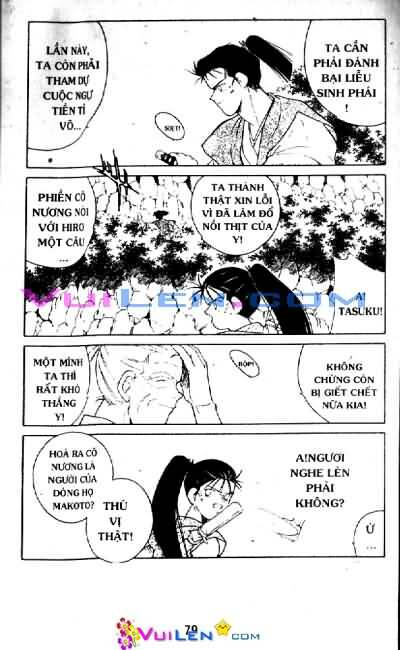 TA CẦN
PHẢI ĐÁNH
BẠI LIỄU
SINH PHÁI
!
LẦN NÀY,
TA CÒN PHẢI
THAM DỰ
CUỘC NGỰ
TIỀN TỈ
VÕ...
SOẸT!
TA THÀNH
THẬT XIN LỖI
VÌ ĐÃ LÀM ĐỔ
NỒI THỊT CỦA
Y!
PHIỀN CÔ
NƯƠNG NÓI
VỚI HIRO
MỘT CÂU
...
AI
TASUKU!
VUILEN.COM
KHÔNG
CHỪNG CÒN
BỊ GIẾT CHẾT
NỮA KIA!
BỐP!
MỘT MÌNH
TA THÌ
RẤT KHÓ
THẮNG
Y!
A!NGƯƠI
NGHE LÉN
PHẢI
KHÔNG?
Ừ
...
HOÁ RA CÔ
NƯƠNG LÀ
NGƯỜI CỦA
DÒNG HỌ
MAKOTO?
THÚ
VỊ
THẬT!
79
VUILEN.COM